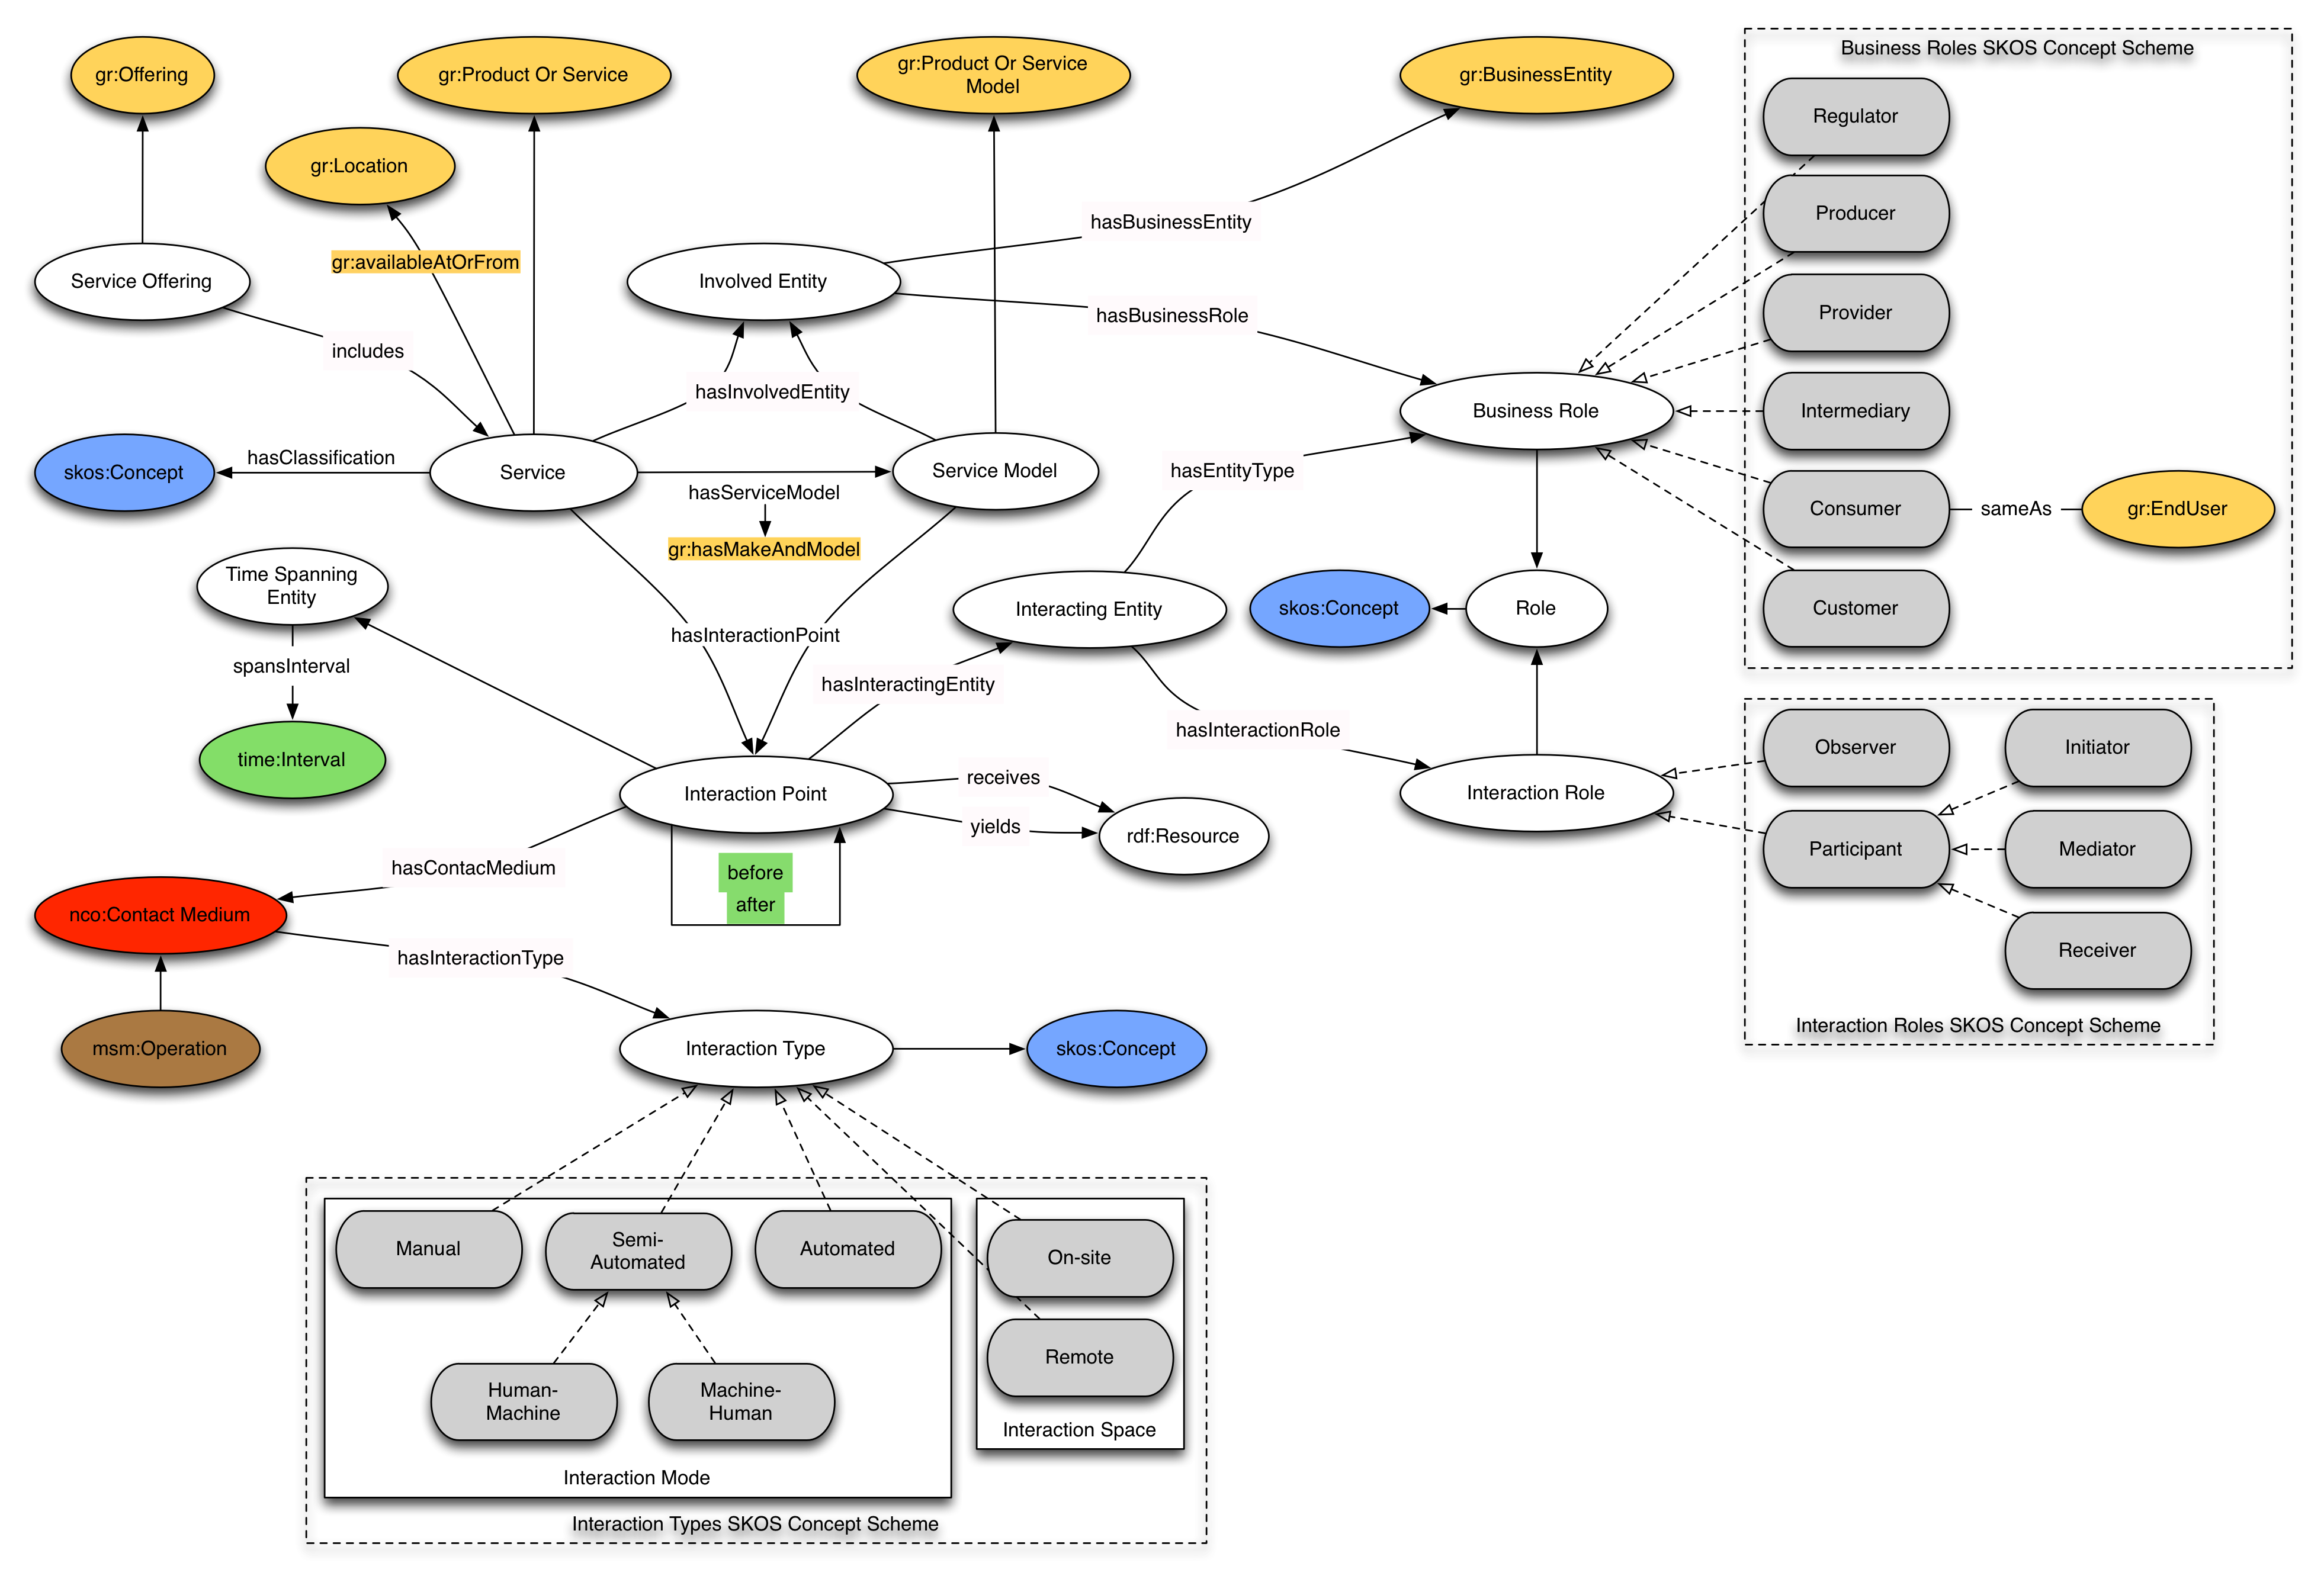 Business Roles SKOS Concept Scheme
gr:Offering
gr:Product Or Service
gr:Product Or Service
Model
gr:BusinessEntity
Regulator
gr:Location
Producer
hasBusinessEntity
gr:availableAtOrFrom
Service Offering
Involved Entity
hasBusinessRole
Provider
includes
hasInvolvedEntity
Business Role
Intermediary
skos:Concept
hasClassification
Service
Service Model
hasEntityType
hasServiceModel
Consumer
sameAs
gr:EndUser
gr:hasMakeAndModel
Time Spanning
Entity
Interacting Entity
skos:Concept
Role
Customer
hasInteractionPoint
spansInterval
hasInteractingEntity
hasInteractionRole
Observer
Initiator
time:Interval
Interaction Point
receives
Interaction Role
yields
rdf:Resource
Participant
Mediator
hasContacMedium
before
after
nco:Contact Medium
Receiver
hasInteractionType
Interaction Roles SKOS Concept Scheme
msm:Operation
Interaction Type
skos:Concept
Manual
Semi-
Automated
Automated
On-site
Remote
Human-
Machine
Machine-
Human
Interaction Space
Interaction Mode
Interaction Types SKOS Concept Scheme